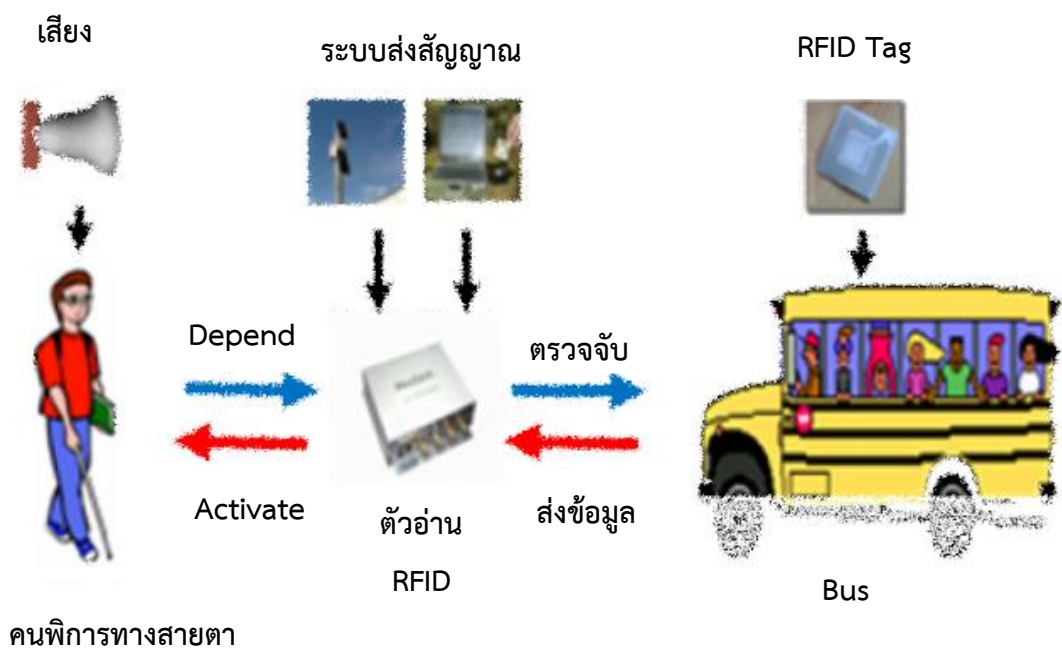 เสียง
ระบบส่งสัญญาณ
RFID Tag
Depend
ตรวจจับ
Activate
ตัวอ่าน
RFID
ส่งข้อมูล
Bus
คนพิการทางสายตา